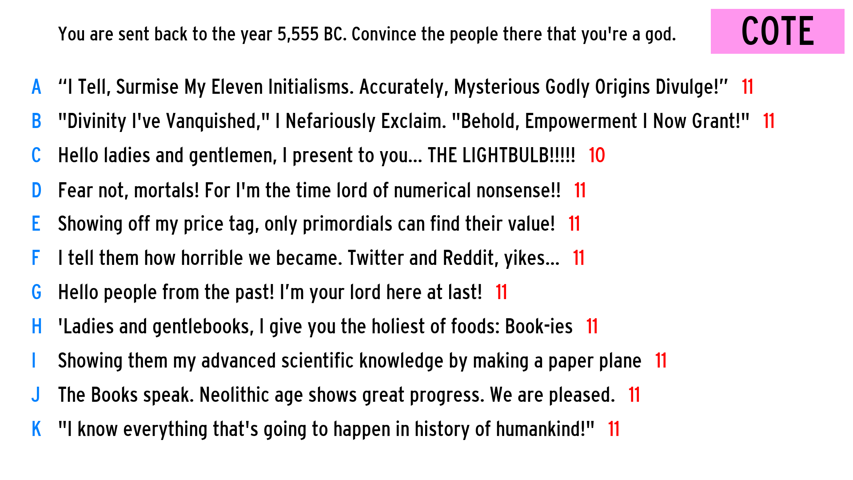 You are sent back to the year 5,555 BC. Convince the people there that you're a god.
COTE
A “I Tell, Surmise My Eleven Initialisms. Accurately, Mysterious Godly Origins Divulge!” 11
B "Divinity I've Vanquished," I Nefariously Exclaim. "Behold, Empowerment I Now Grant!" 11
C Hello ladies and gentlemen, I present to you... THE LIGHTBULB!!!!! 10
D Fear not, mortals! For I'm the time lord of numerical nonsense!! 11
E Showing off my price tag, only primordials can find their value! 11
F I tell them how horrible we became. Twitter and Reddit, yikes... 11
G Hello people from the past! I’m your lord here at last! 11
H 'Ladies and gentlebooks, I give you the holiest of foods: Book-ies 11
I Showing them my advanced scientific knowledge by making a paper plane 11
J The Books speak. Neolithic age shows great progress. We are pleased. 11
K "I know everything that's going to happen in history of humankind!" 11